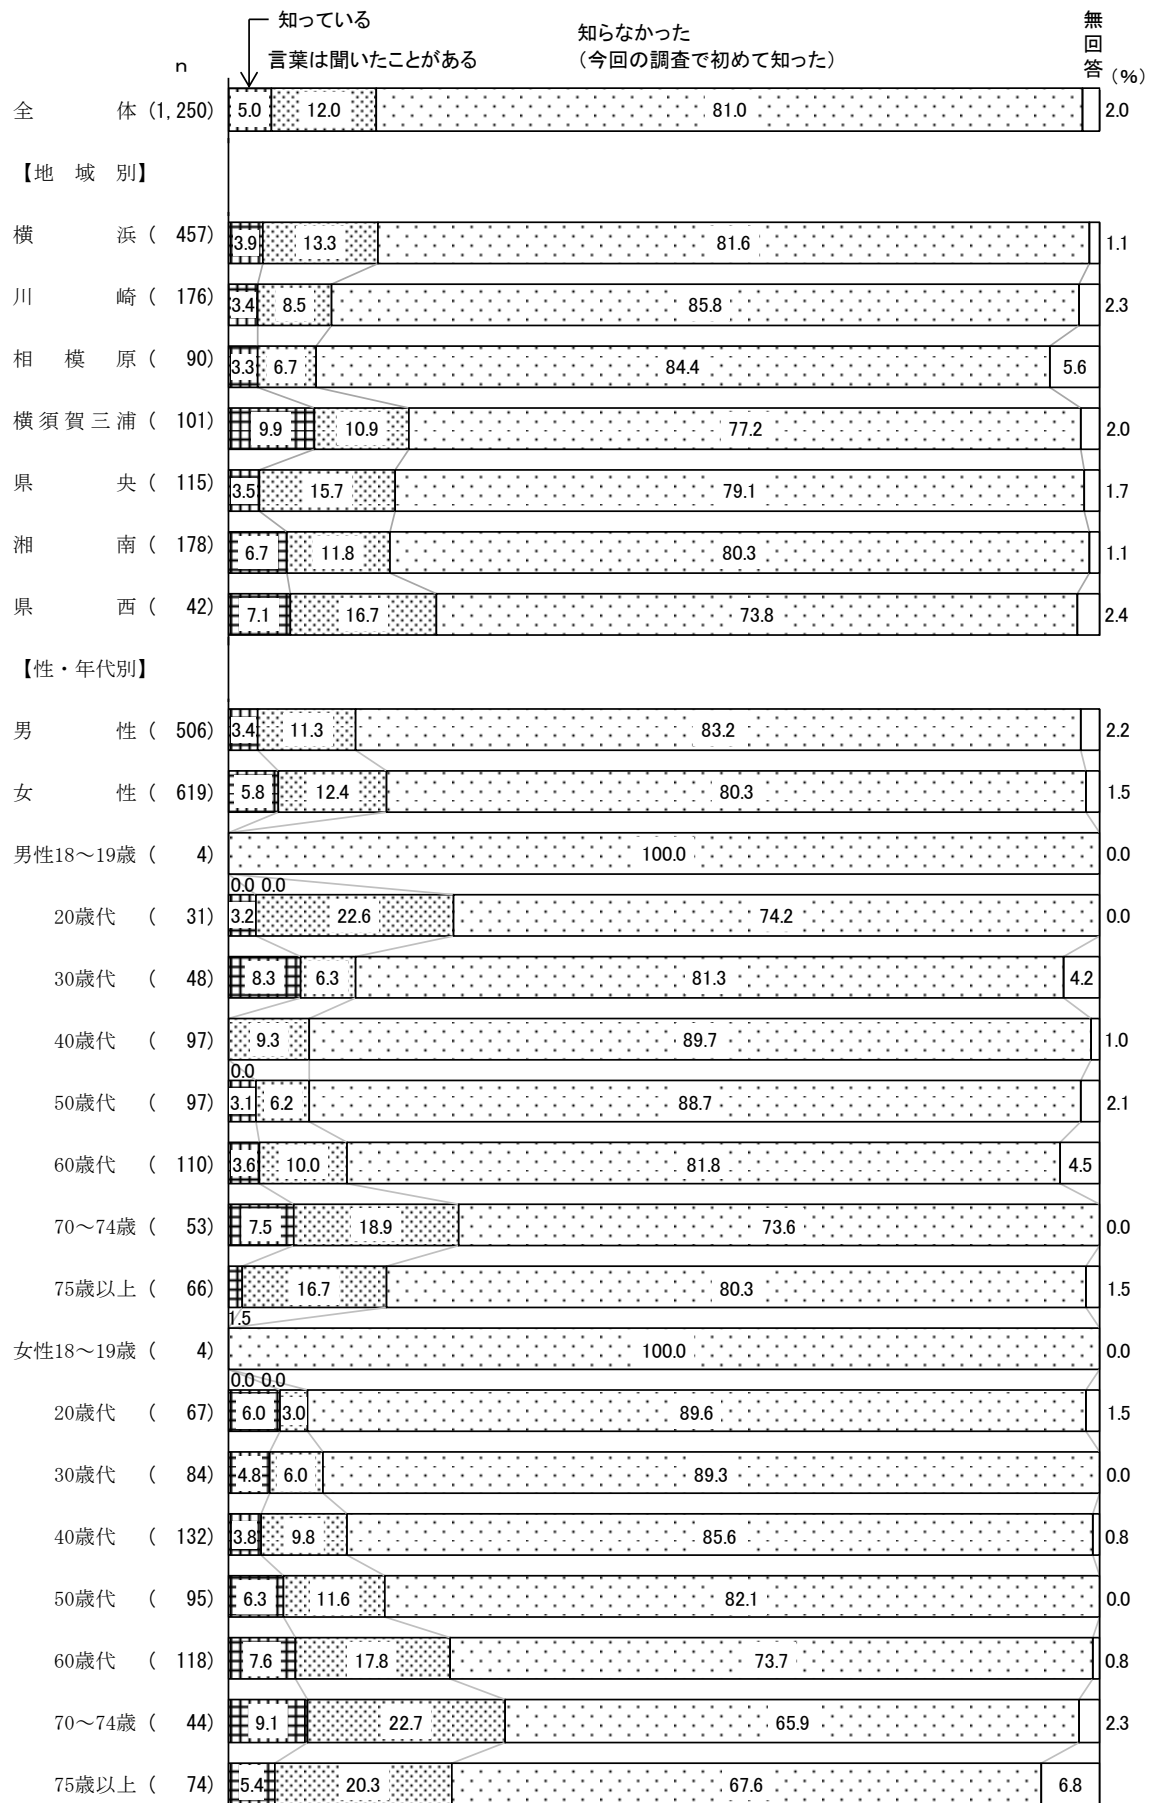 知っている
知らなかった
無回答
言葉は聞いたことがある
（今回の調査で初めて知った）
n
（%）
全体 (1,250) 5.0 12.0 81.0 2.0
【地域別】
横浜 ( 457) 3.9 13.3 81.6 1.1
川崎 ( 176) 3.4 8.5 85.8 2.3
相模原 ( 90) 3.3 6.7 84.4 5.6
横須賀三浦 ( 101) 9.9 10.9 77.2 2.0
県央 ( 115) 3.5 15.7 79.1 1.7
湘南 ( 178) 6.7 11.8 80.3 1.1
県西 ( 42) 7.1 16.7 73.8 2.4
【性・年代別】
男性 ( 506) 3.4 11.3 83.2 2.2
女性 ( 619) 5.8 12.4 80.3 1.5
男性18～19歳 ( 4) 100.0 0.0
0.0 0.0
20歳代 ( 31) 3.2 22.6 74.2 0.0
30歳代 ( 48) 8.3 6.3 81.3 4.2
40歳代 ( 97) 9.3 89.7 1.0
0.0
50歳代 ( 97) 3.1 6.2 88.7 2.1
60歳代 ( 110) 3.6 10.0 81.8 4.5
70～74歳 ( 53) 7.5 18.9 73.6 0.0
75歳以上 ( 66) 16.7 80.3 1.5
1.5
女性18～19歳 ( 4) 100.0 0.0
0.0 0.0
20歳代 ( 67) 6.0 3.0 89.6 1.5
30歳代 ( 84) 4.8 6.0 89.3 0.0
40歳代 ( 132) 3.8 9.8 85.6 0.8
50歳代 ( 95) 6.3 11.6 82.1 0.0
60歳代 ( 118) 7.6 17.8 73.7 0.8
70～74歳 ( 44) 9.1 22.7 65.9 2.3
75歳以上 ( 74) 5.4 20.3 67.6 6.8